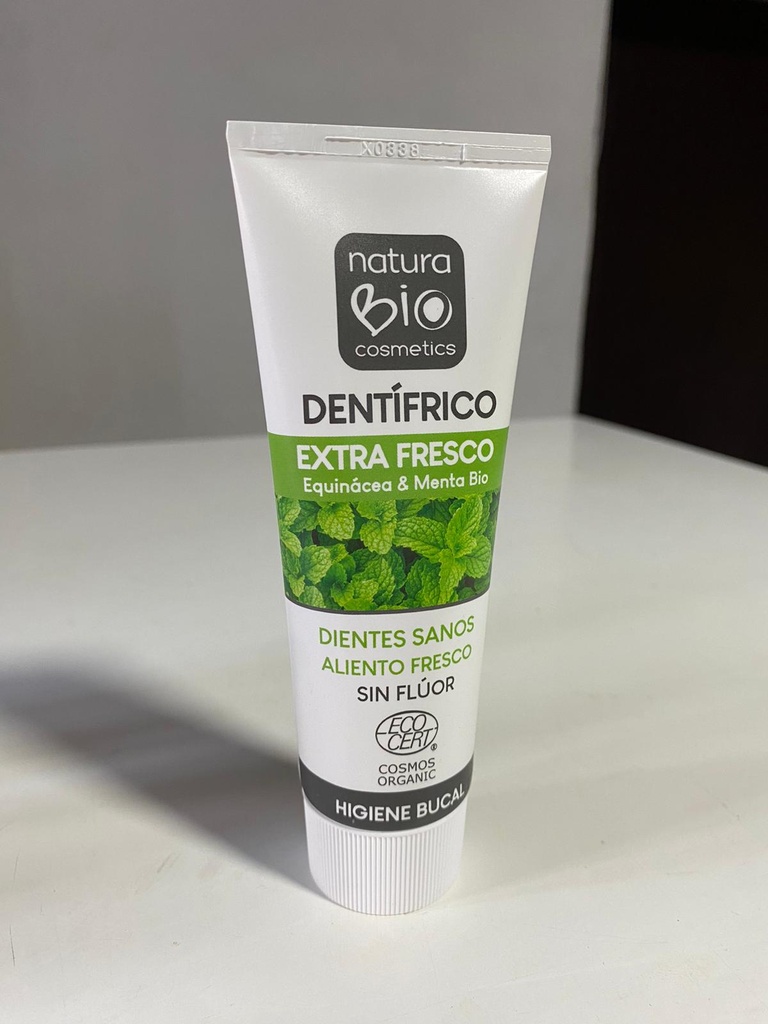 X0338
natura
Bio
cosmetics
DENTÍFRICO
EXTRA FRESCO
Equinácea & Menta Bio
DIENTES SANOS
ALIENTO FRESCO
SIN FLÚOR
ECO
CERT®
COSMOS
ORGANIC
HIGIENE BUCAL